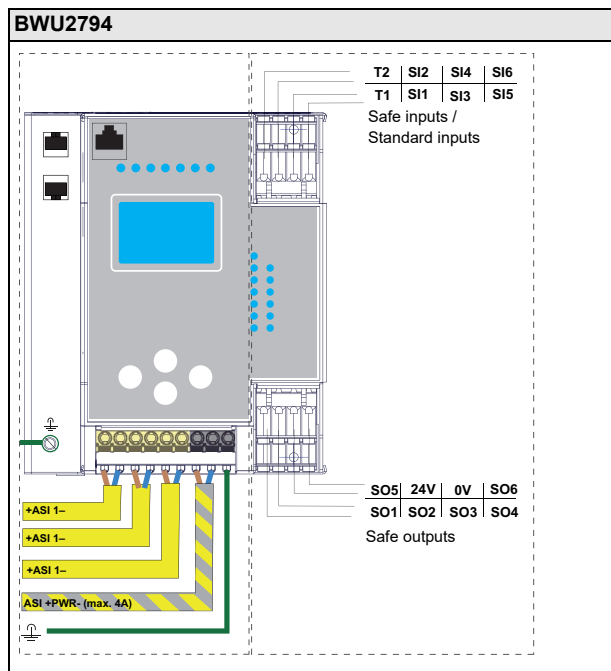 BWU2794
T2 SI2 SI4 SI6
T1 SI1 SI3 SI5
Safe inputs /
Standard inputs
SO5 24V 0V SO6
SO1 SO2 SO3 SO4
Safe outputs
+ASI 1–
+ASI 1–
+ASI 1–
ASI +PWR- (max. 4A)